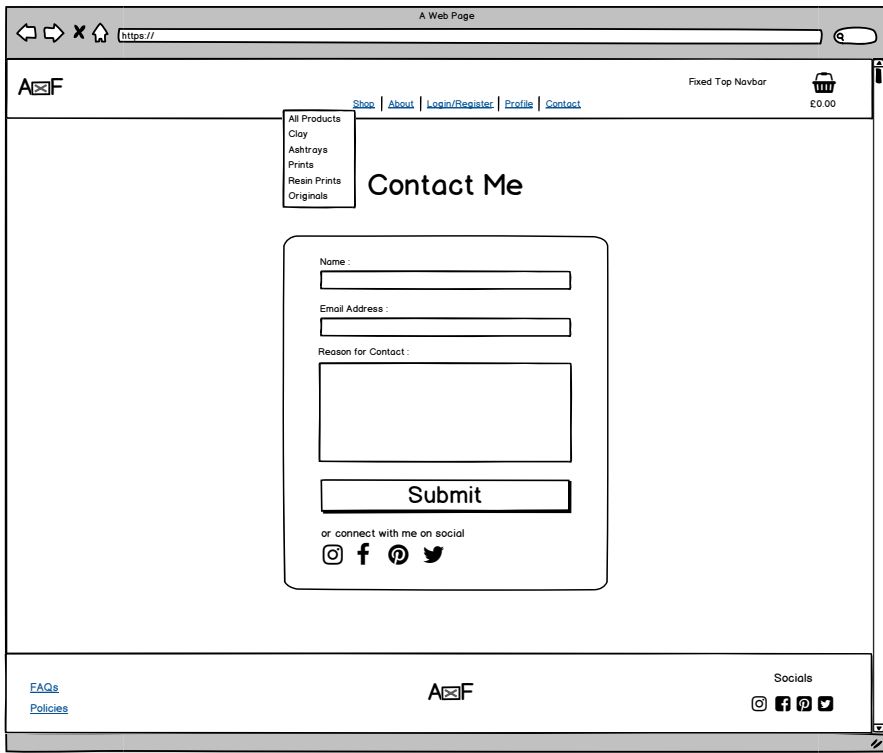 A Web Page
https://
AF
Fixed Top Navbar
Shop About Login/Register Profile Contact
£0.00
All Products
Clay
Ashtrays
Prints
Resin Prints
Originals
Contact Me
Name :
Email Address :
Reason for Contact :
Submit
or connect with me on social
FAQs
Policies
AF
Socials